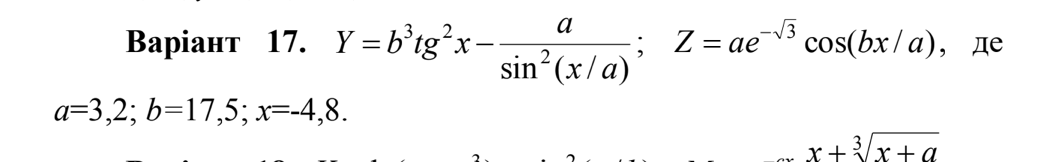 Варіант 17. Y = b³tg²x − a / sin²(x / a); Z = ae^(−√3) cos(bx / a), де
a=3,2; b=17,5; x=-4,8.
x + ∛(x + a)